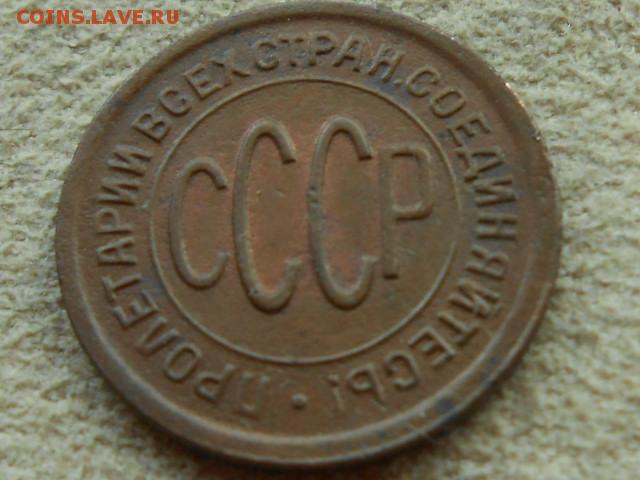 COINS.LAVE.RU
ПРОЛЕТАРИИ ВСЕХ СТРАН, СОЕДИНЯЙТЕСЬ! •
СССР